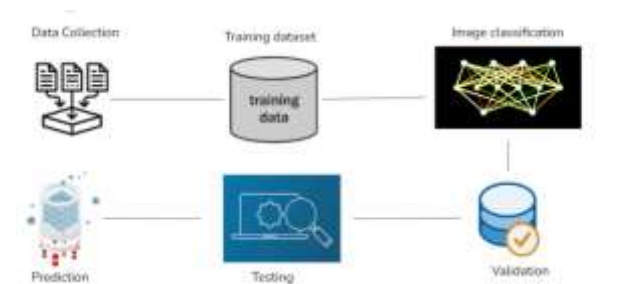 Data Collection
Training dataset
Image classification
training
data
Prediction
Testing
Validation